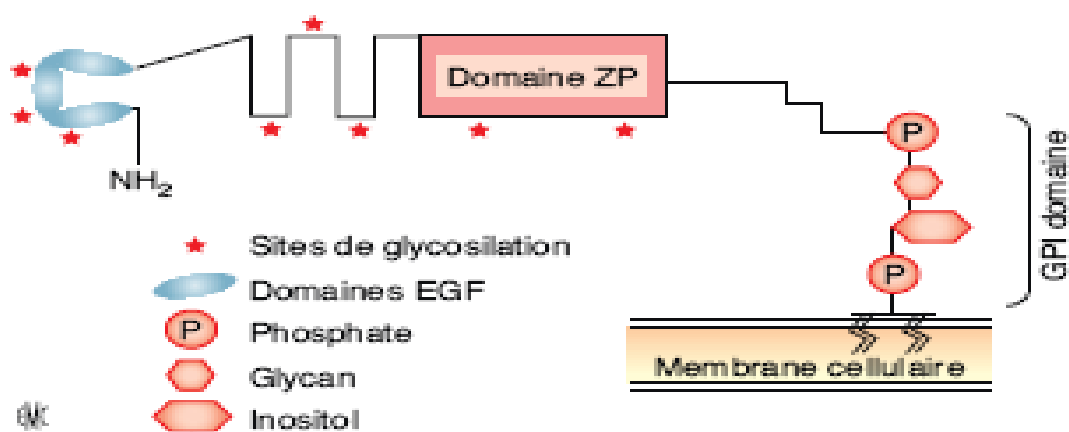 Domaine ZP
NH2
P
GPI domaine
P
Sites de glycosilation
Domaines EGF
P Phosphate
Glycan
Inositol
Membrane cellulaire